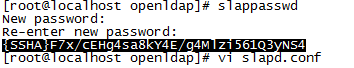 [root@localhost openldap]# slappasswd
New password:
Re-enter new password:
{SSHA}F7x/cEHg4sa8kY4E/g4Mlzi561Q3yNS4
[root@localhost openldap]# vi slapd.conf